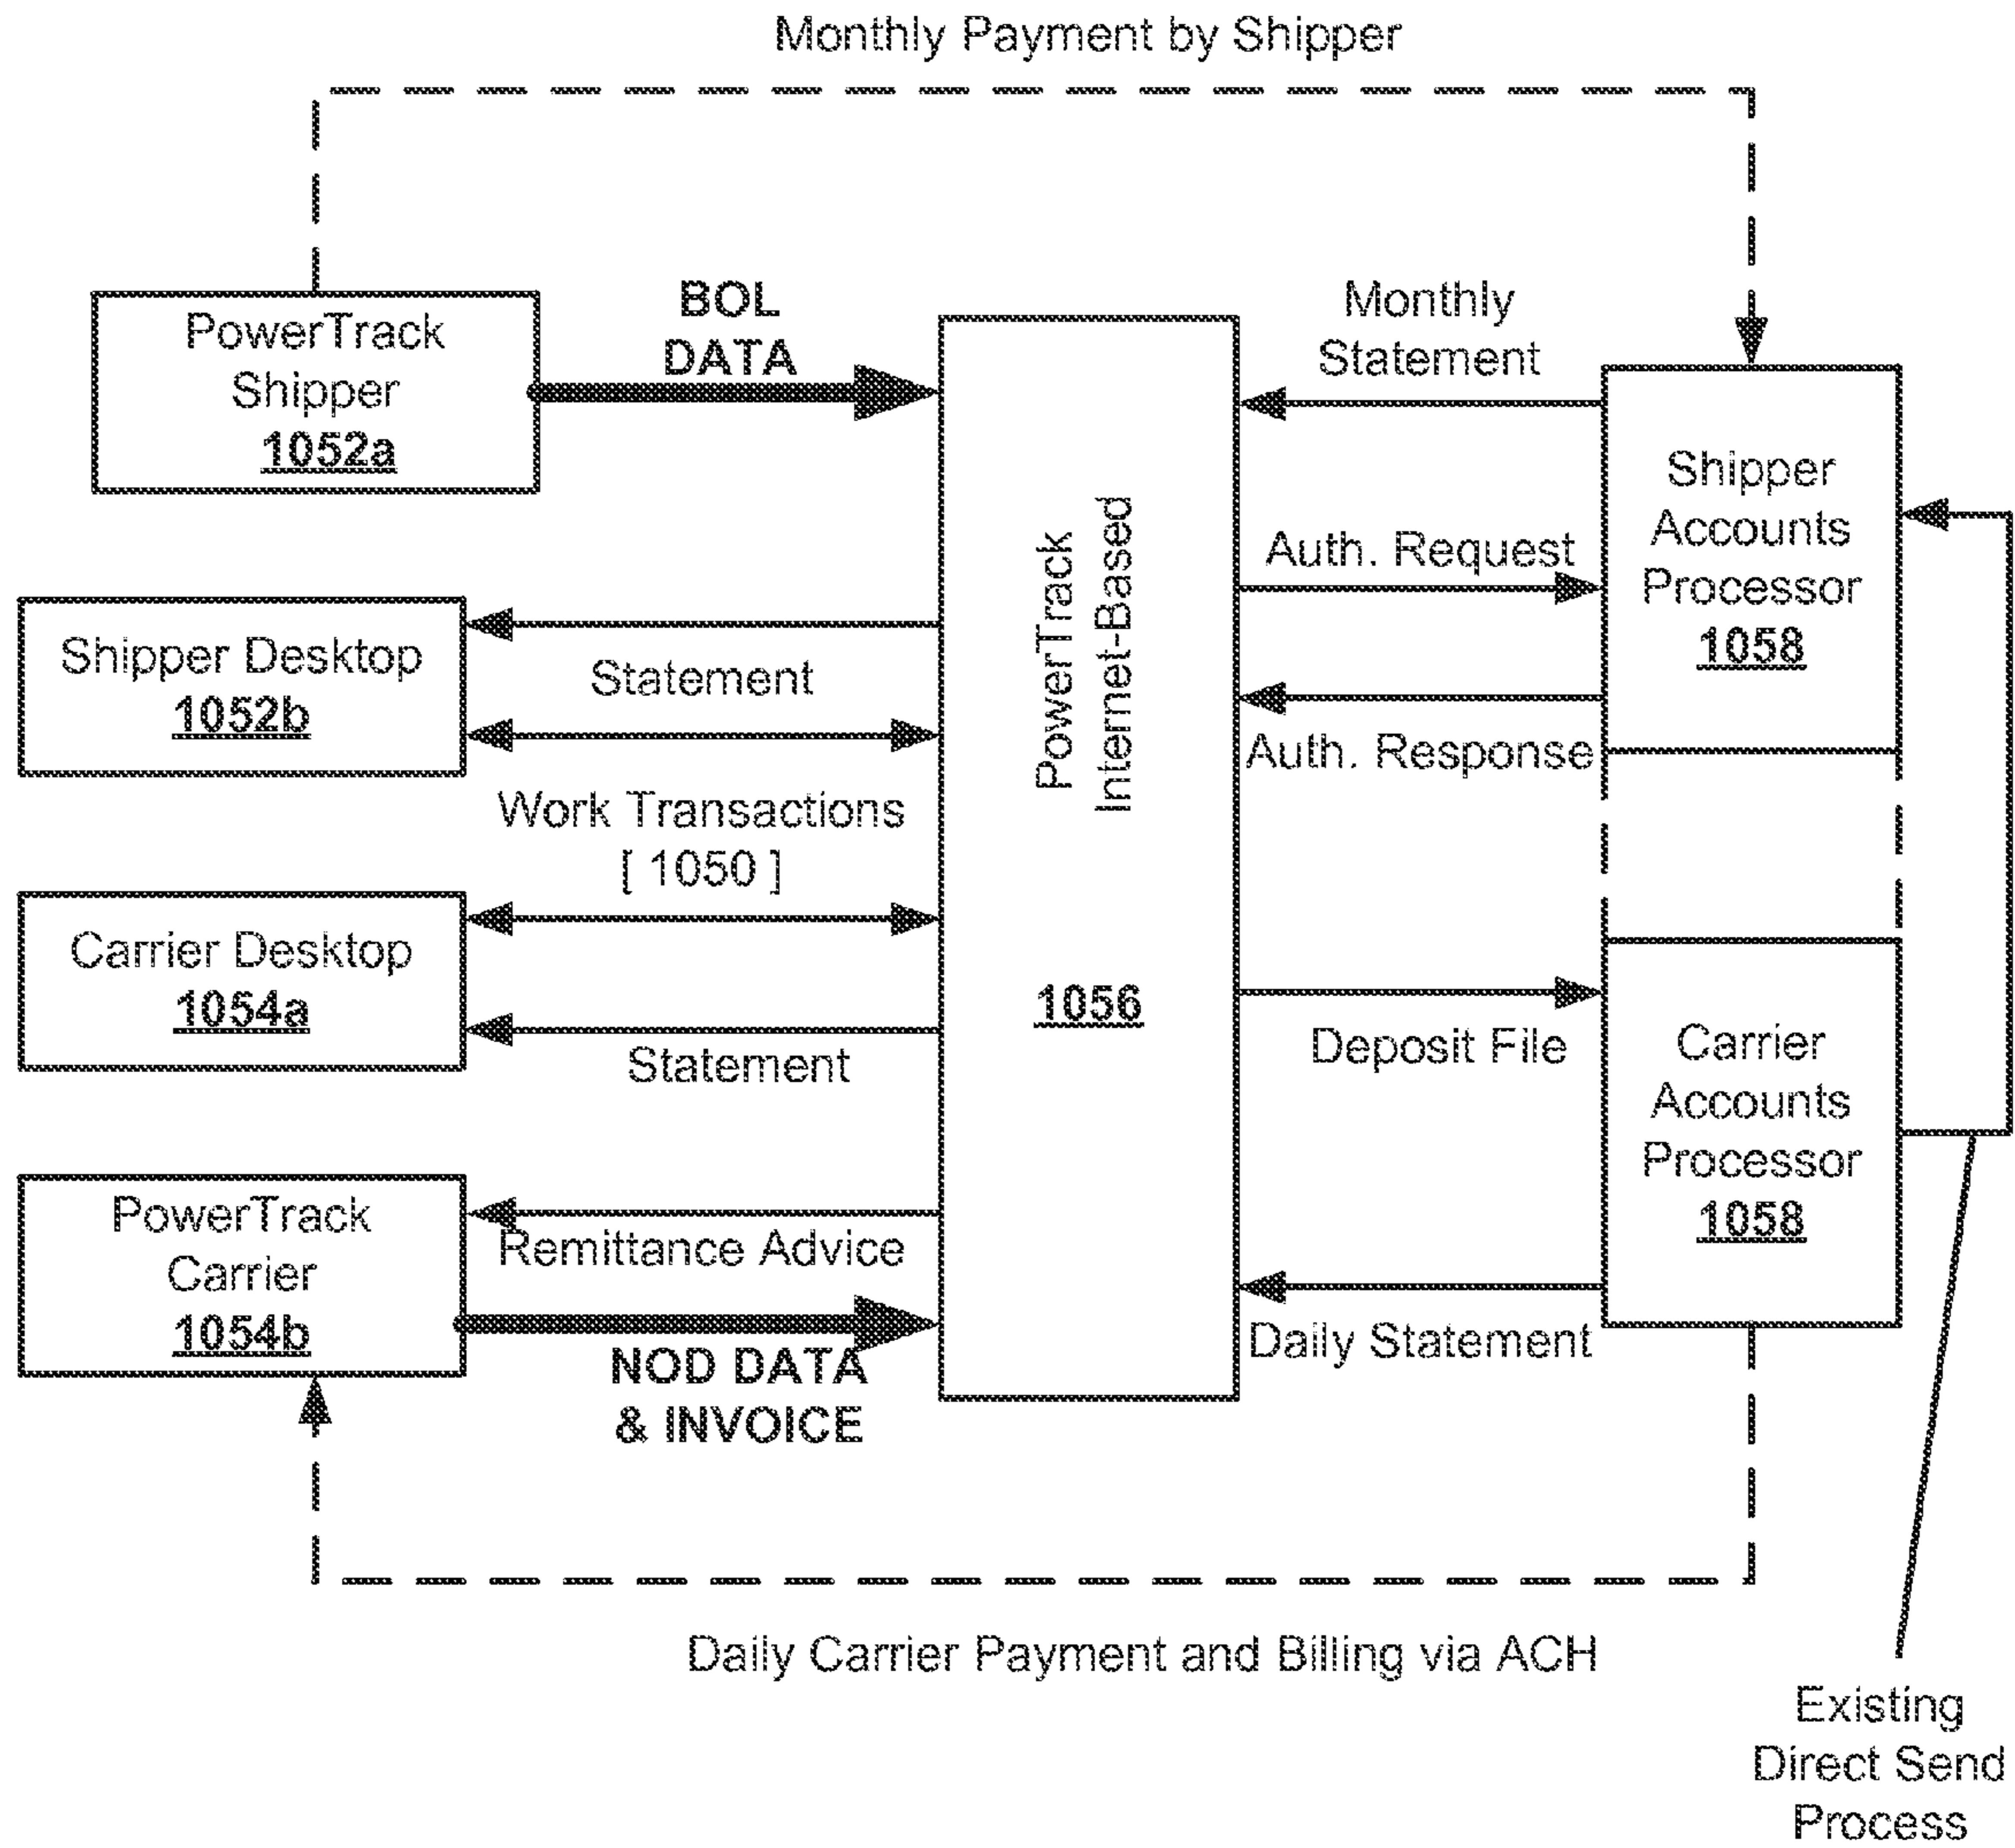 Monthly Payment by Shipper
PowerTrack
Shipper
1052a
BOL
DATA
Monthly
Statement
Shipper
Accounts
Processor
1058
Auth. Request
Auth. Response
PowerTrack
Internet-Based
1056
Shipper Desktop
1052b
Statement
Work Transactions
[ 1050 ]
Carrier Desktop
1054a
Statement
Deposit File
Carrier
Accounts
Processor
1058
PowerTrack
Carrier
1054b
Remittance Advice
NOD DATA
& INVOICE
Daily Statement
Daily Carrier Payment and Billing via ACH
Existing
Direct Send
Process